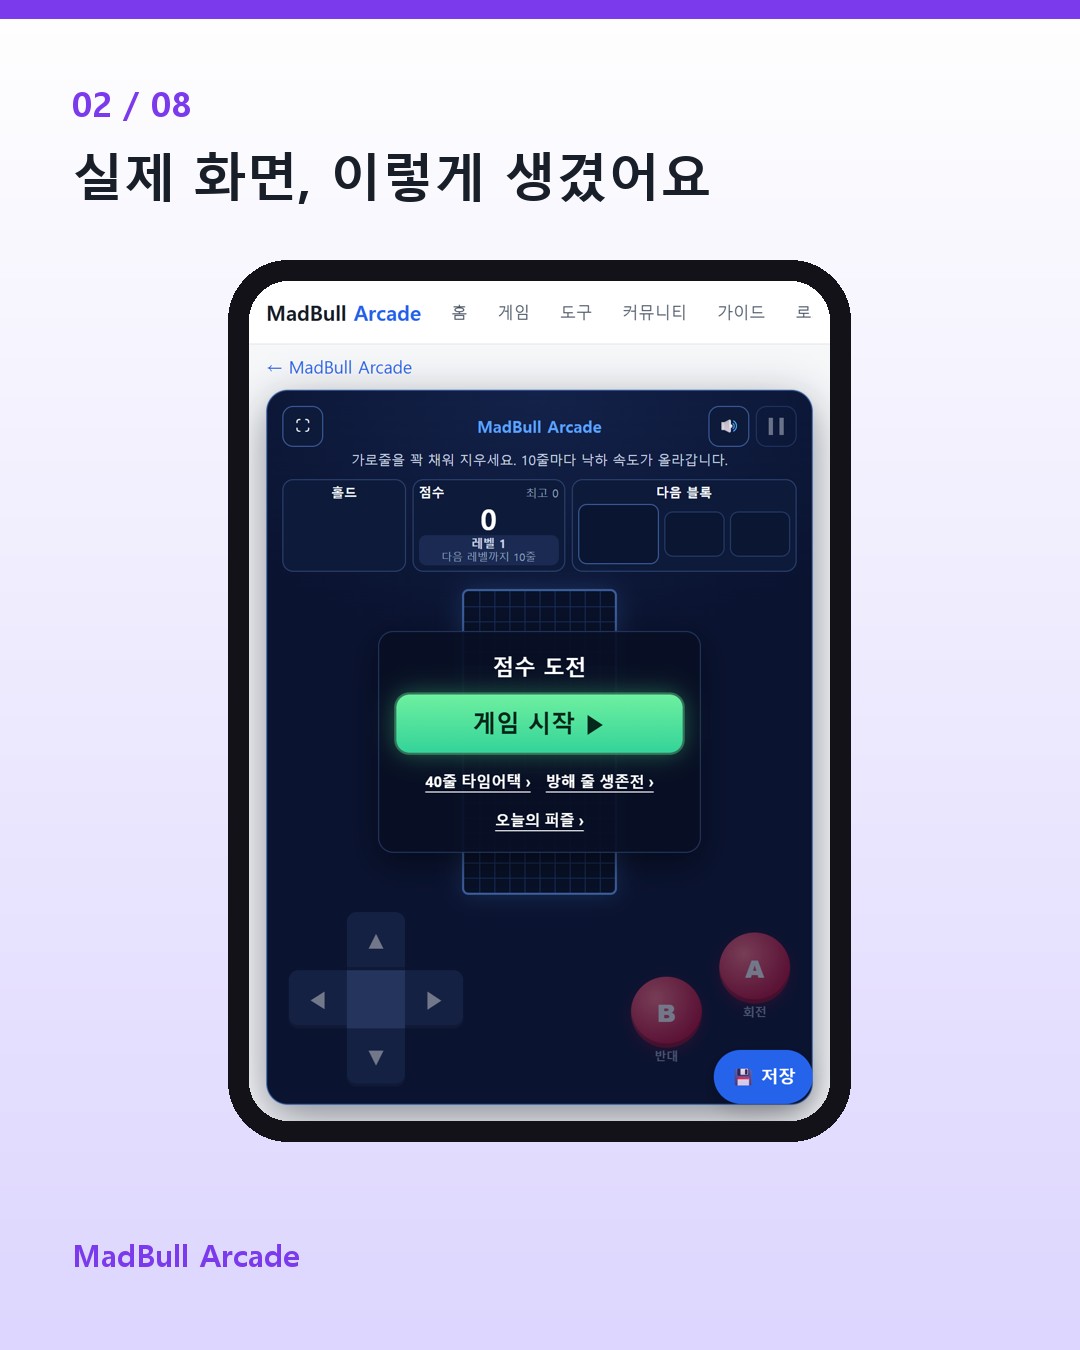 02 / 08
실제 화면, 이렇게 생겼어요
MadBull Arcade 홈 게임 도구 커뮤니티 가이드 로
← MadBull Arcade
MadBull Arcade
가로줄을 꽉 채워 지우세요. 10줄마다 낙하 속도가 올라갑니다.
홀드
점수 최고 0
0
레벨 1
다음 레벨까지 10줄
다음 블록
점수 도전
게임 시작 ▶
40줄 타임어택 › 방해 줄 생존전 ›
오늘의 퍼즐 ›
A
회전
B
반대
저장
MadBull Arcade